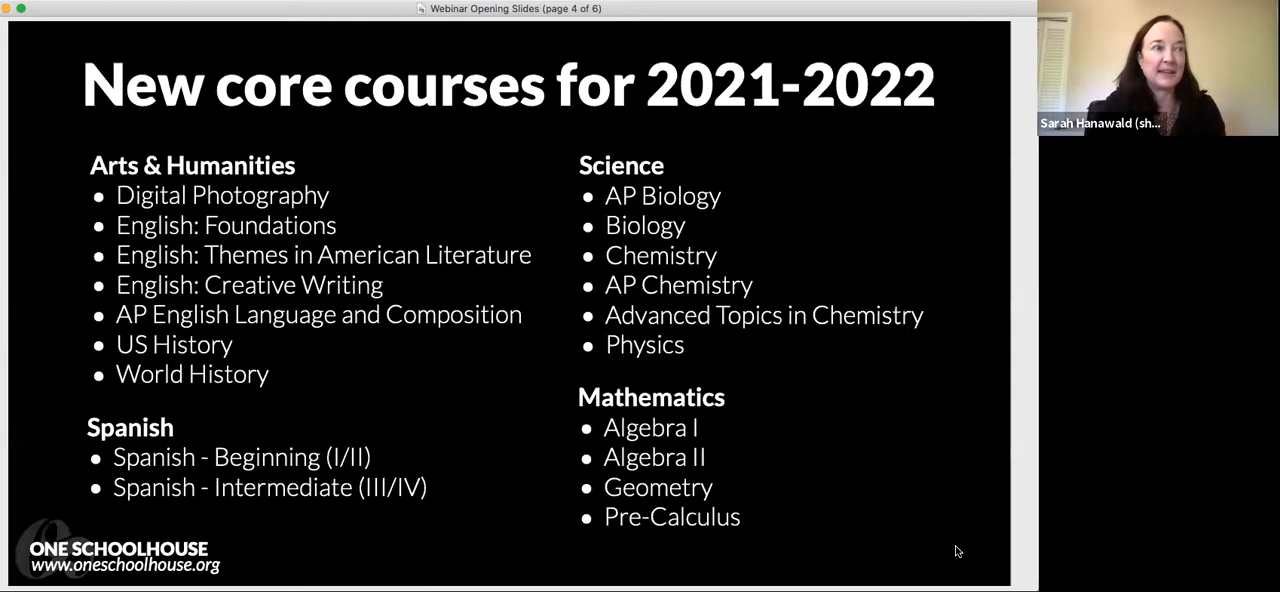 Webinar Opening Slides (page 4 of 6)
New core courses for 2021-2022
Arts & Humanities
• Digital Photography
• English: Foundations
• English: Themes in American Literature
• English: Creative Writing
• AP English Language and Composition
• US History
• World History
Spanish
• Spanish - Beginning (I/II)
• Spanish - Intermediate (III/IV)
Science
• AP Biology
• Biology
• Chemistry
• AP Chemistry
• Advanced Topics in Chemistry
• Physics
Mathematics
• Algebra I
• Algebra II
• Geometry
• Pre-Calculus
ONE SCHOOLHOUSE
www.oneschoolhouse.org
Sarah Hanawald (sh...